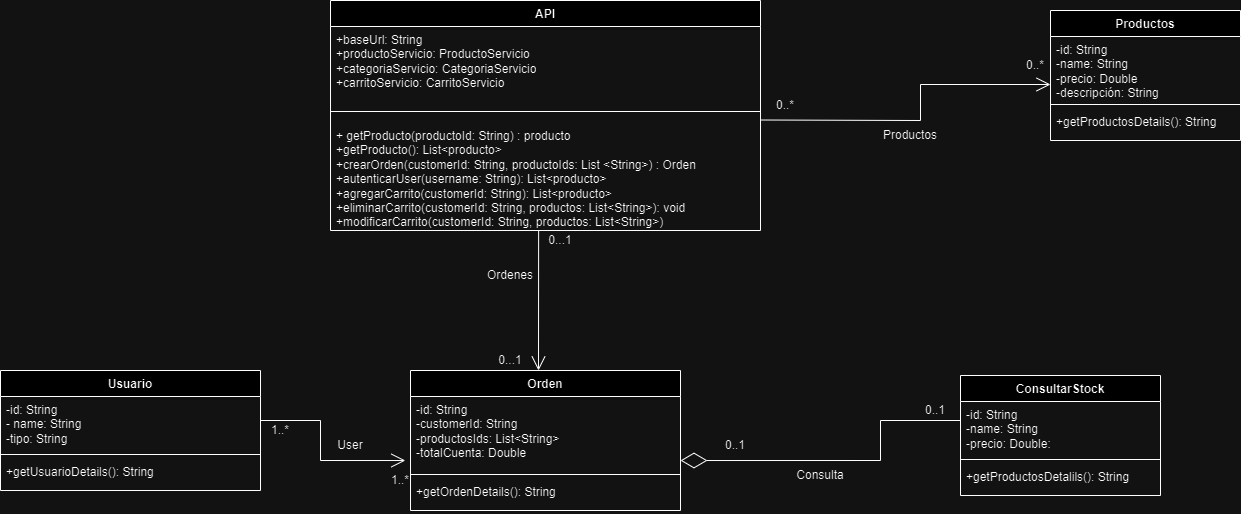 API
+baseUrl: String
+productoServicio: ProductoServicio
+categoriaServicio: CategoriaServicio
+carritoServicio: CarritoServicio
+ getProducto(productoId: String) : producto
+getProducto(): List<producto>
+crearOrden(customerId: String, productoIds: List <String>) : Orden
+autenticarUser(username: String): List<producto>
+agregarCarrito(customerId: String): List<producto>
+eliminarCarrito(customerId: String, productos: List<String>): void
+modificarCarrito(customerId: String, productos: List<String>)
Productos
-id: String
-name: String
-precio: Double
-descripción: String
+getProductosDetails(): String
0..*
0..*
Productos
0...1
Ordenes
0...1
Usuario
-id: String
- name: String
-tipo: String
+getUsuarioDetails(): String
1..*
User
1..*
Orden
-id: String
-customerId: String
-productosIds: List<String>
-totalCuenta: Double
+getOrdenDetails(): String
0..1
0..1
Consulta
ConsultarStock
-id: String
-name: String
-precio: Double:
+getProductosDetalils(): String